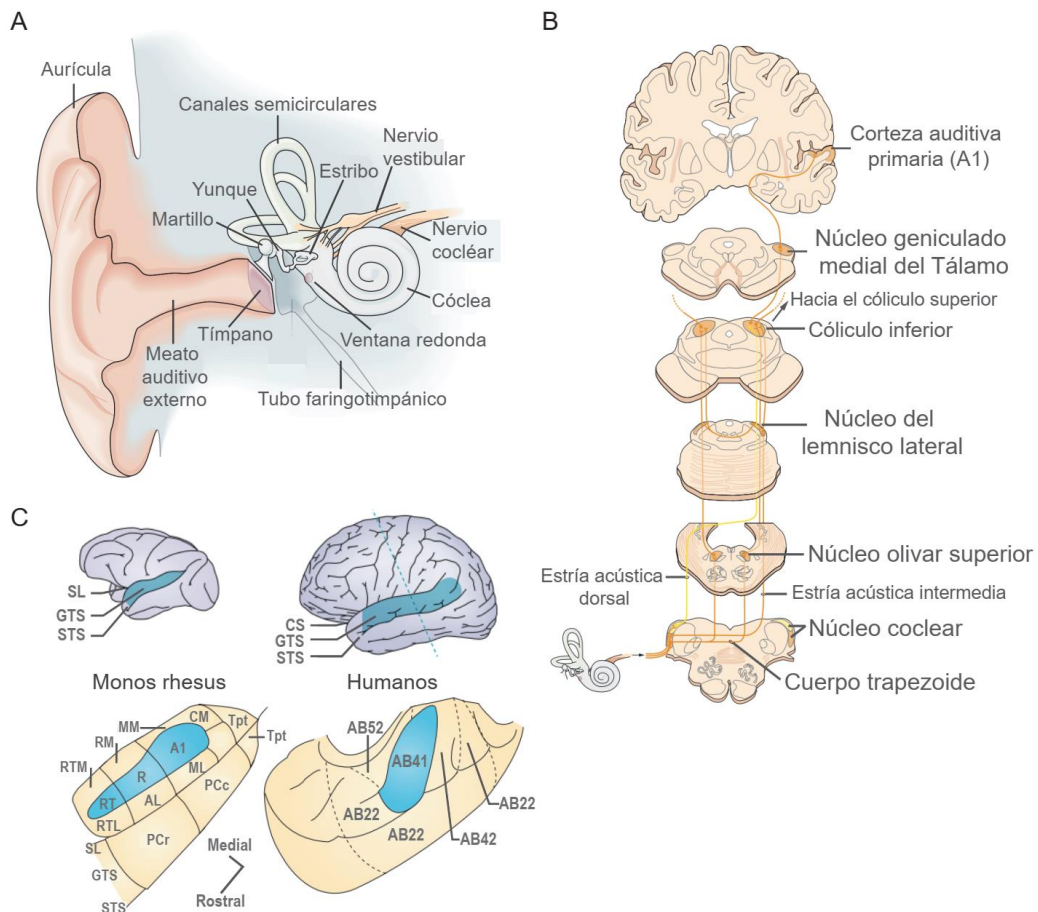 A
Aurícula
Canales semicirculares
Nervio
vestibular
Yunque
Estribo
Martillo
Nervio
cocléar
Cóclea
Tímpano
Ventana redonda
Meato
auditivo
externo
Tubo faringotimpánico
B
Corteza auditiva
primaria (A1)
Núcleo geniculado
medial del Tálamo
Hacia el cóliculo superior
Cóliculo inferior
Núcleo del
lemnisco lateral
Núcleo olivar superior
Estría acústica
dorsal
Estría acústica intermedia
Núcleo coclear
Cuerpo trapezoide
C
SL
GTS
STS
CS
GTS
STS
Monos rhesus
MM
CM
Tpt
Tpt
RM
A1
RTM
R
ML
PCc
RT
AL
RTL
PCr
SL
GTS
STS
Medial
Rostral
Humanos
AB52
AB41
AB22
AB22
AB22
AB42